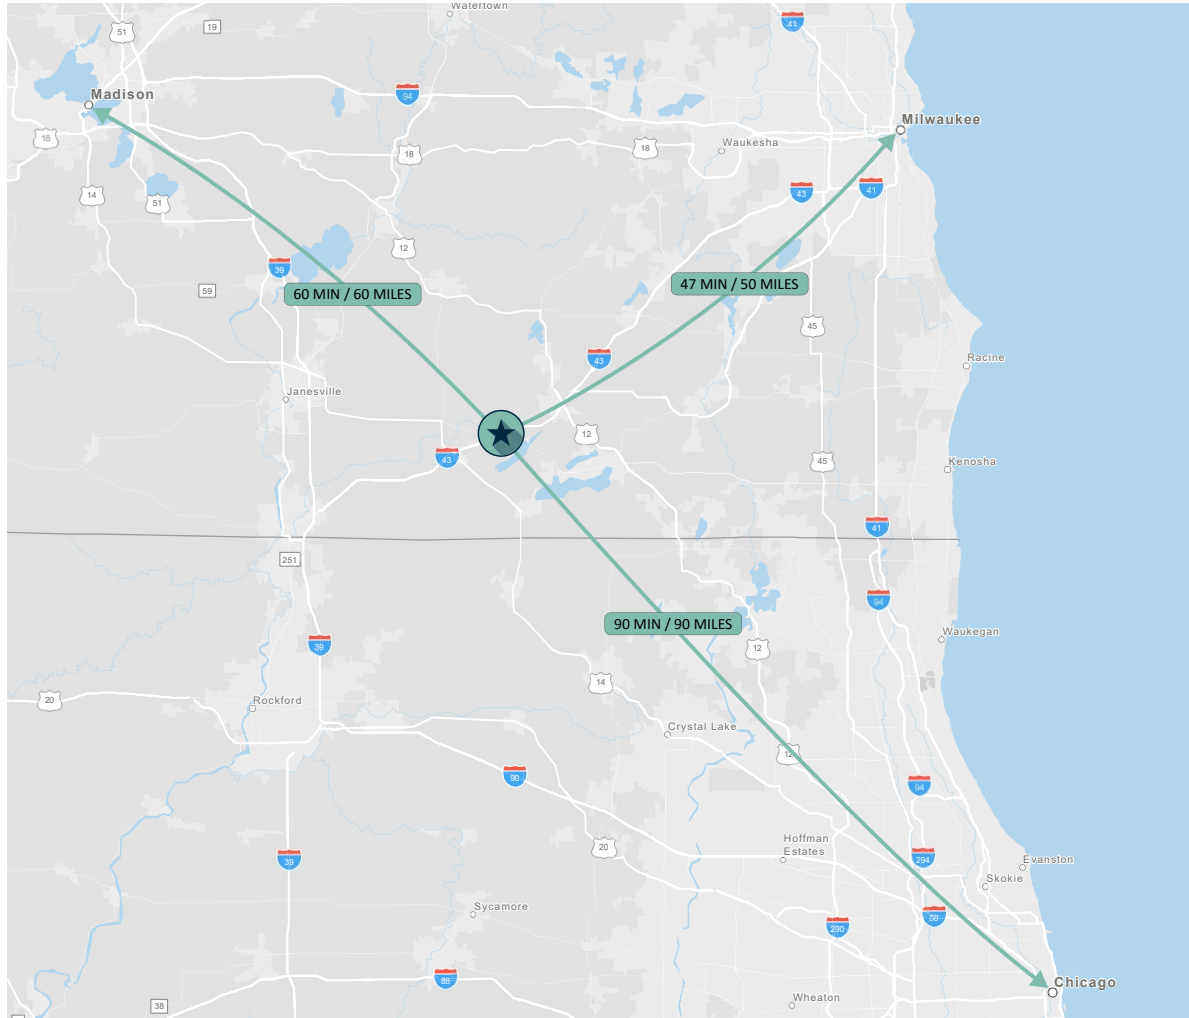 Watertown
41
51
19
Madison
94
Milwaukee
18
18
18
Waukesha
14
51
43
41
12
39
59
60 MIN / 60 MILES
47 MIN / 50 MILES
45
43
Racine
Janesville
12
43
45
Kenosha
41
251
94
90 MIN / 90 MILES
Waukegan
39
12
14
20
Rockford
Crystal Lake
12
90
94
Hoffman
Estates
20
294
39
Evanston
Skokie
Sycamore
290
88
Chicago
Wheaton
38